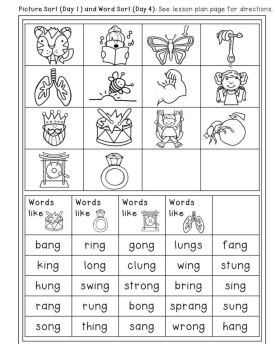 Picture Sort (Day 1) and Word Sort (Day 4): See lesson plan page for directions.
Words like
Words like
Words like
Words like
bang ring gong lungs fang
king long clung wing stung
hung swing strong bring sing
rang rung bong sprang sung
song thing sang wrong hang